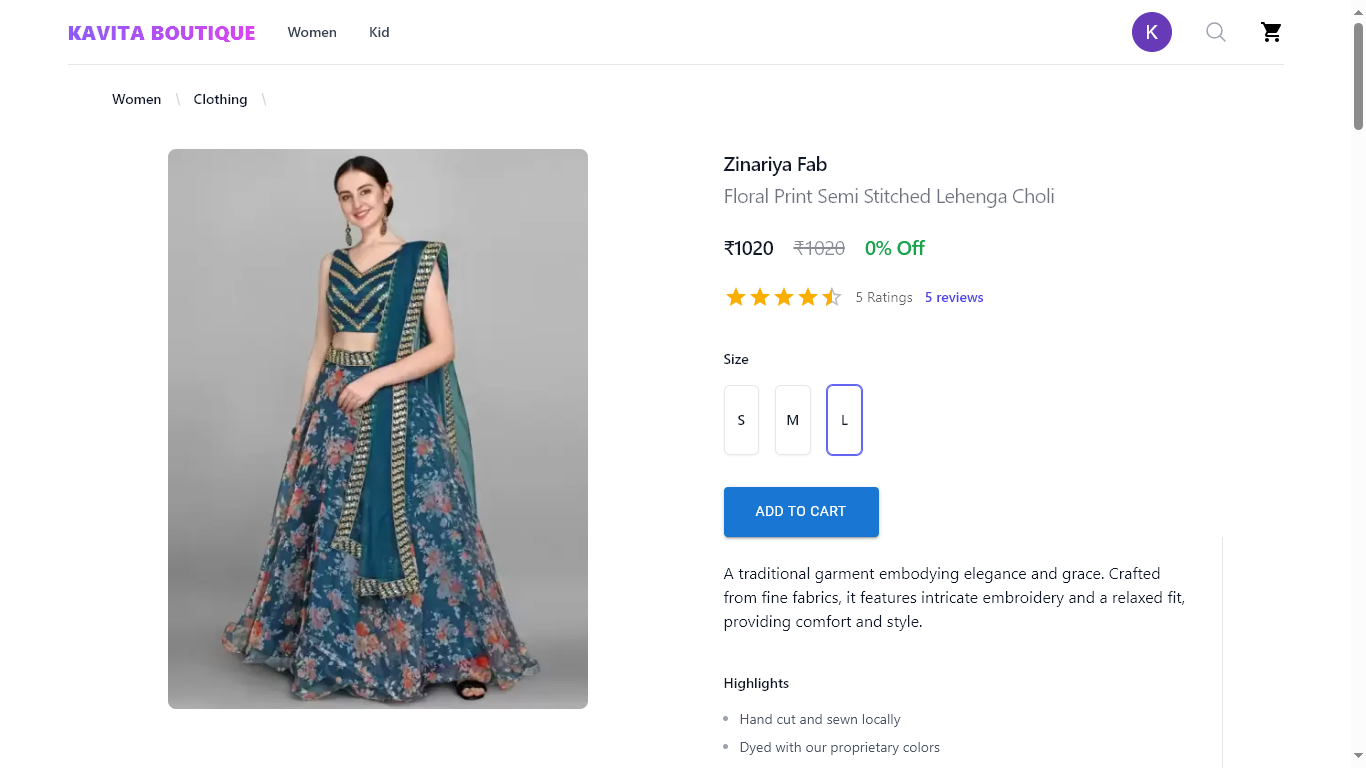 KAVITA BOUTIQUE Women Kid K
Women \ Clothing \
Zinariya Fab
Floral Print Semi Stitched Lehenga Choli
₹1020 ₹1020 0% Off
5 Ratings 5 reviews
Size
S M L
ADD TO CART
A traditional garment embodying elegance and grace. Crafted
from fine fabrics, it features intricate embroidery and a relaxed fit,
providing comfort and style.
Highlights
Hand cut and sewn locally
Dyed with our proprietary colors